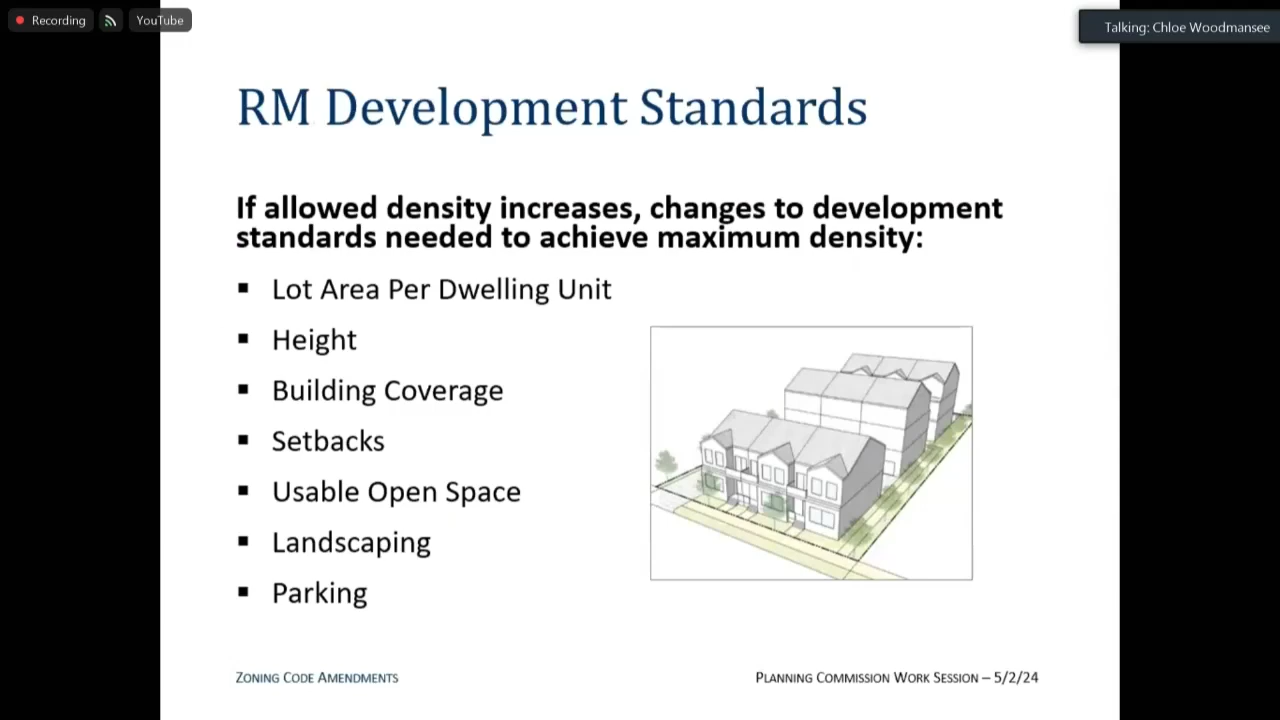 Recording
YouTube
Talking: Chloe Woodmansee
RM Development Standards
If allowed density increases, changes to development
standards needed to achieve maximum density:
▪ Lot Area Per Dwelling Unit
▪ Height
▪ Building Coverage
▪ Setbacks
▪ Usable Open Space
▪ Landscaping
▪ Parking
ZONING CODE AMENDMENTS
PLANNING COMMISSION WORK SESSION – 5/2/24